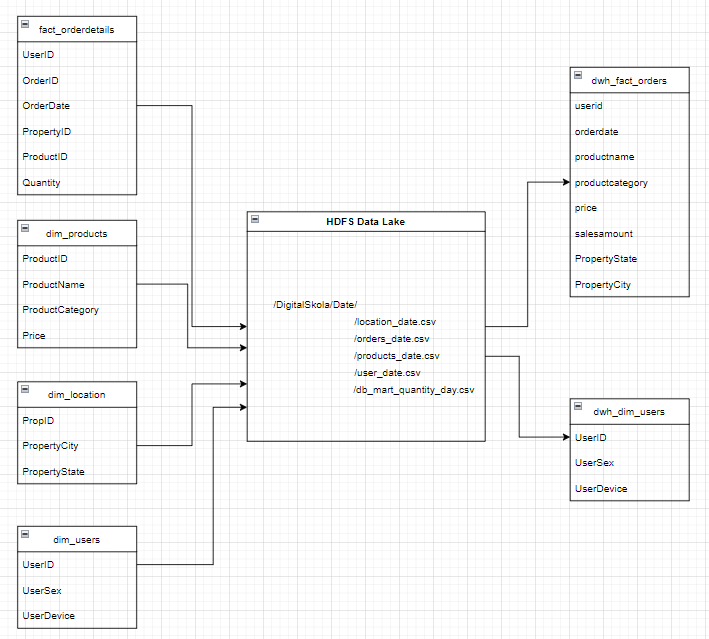 fact_orderdetails
UserID
OrderID
OrderDate
PropertyID
ProductID
Quantity
dim_products
ProductID
ProductName
ProductCategory
Price
dim_location
PropID
PropertyCity
PropertyState
dim_users
UserID
UserSex
UserDevice
HDFS Data Lake
/DigitalSkola/Date/
/location_date.csv
/orders_date.csv
/products_date.csv
/user_date.csv
/db_mart_quantity_day.csv
dwh_fact_orders
userid
orderdate
productname
productcategory
price
salesamount
PropertyState
PropertyCity
dwh_dim_users
UserID
UserSex
UserDevice